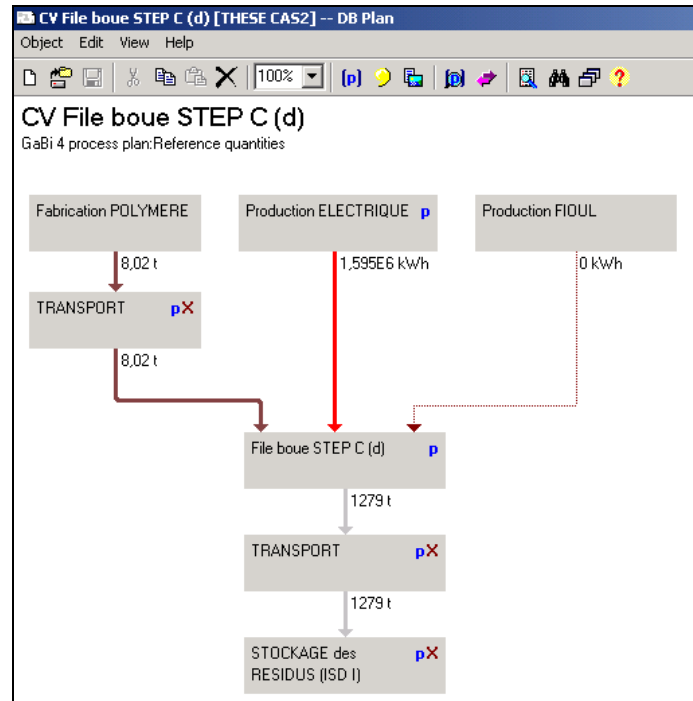 CV File boue STEP C (d) [THESE CAS2] -- DB Plan
Object Edit View Help
100% (p) (p) ?
CV File boue STEP C (d)
GaBi 4 process plan:Reference quantities
Fabrication POLYMERE
Production ELECTRIQUE p
Production FIOUL
8,02 t
1,595E6 kWh
0 kWh
TRANSPORT pX
8,02 t
File boue STEP C (d) p
1279 t
TRANSPORT pX
1279 t
STOCKAGE des pX
RESIDUS (ISD I)